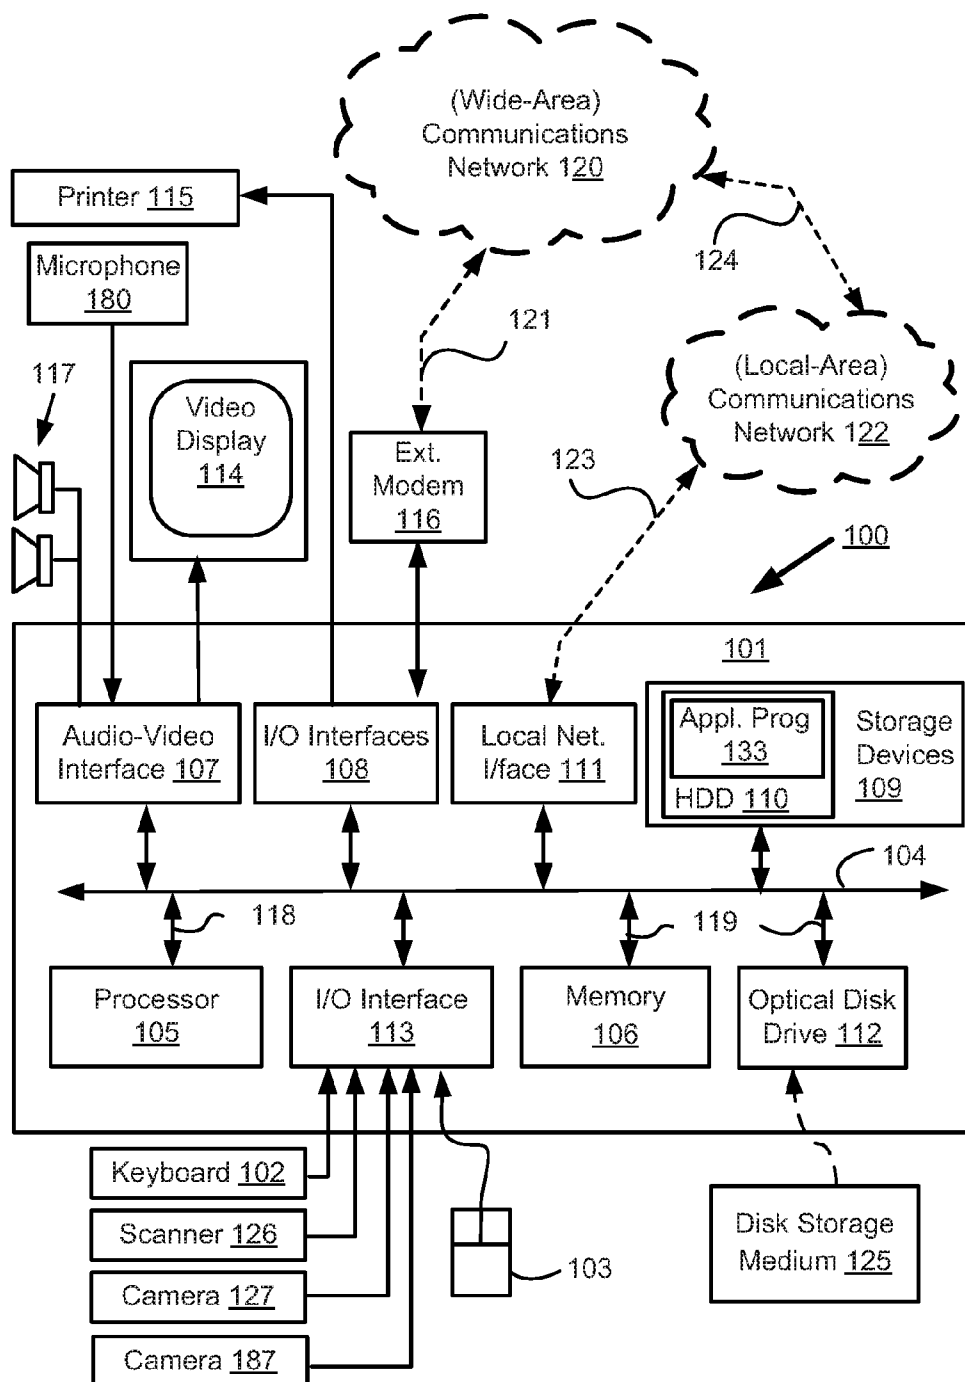 (Wide-Area)
Communications
Network 120
Printer 115
Microphone
180
124
121
117
Video
Display
114
(Local-Area)
Communications
Network 122
Ext.
Modem
116
123
100
101
Audio-Video
Interface 107
I/O Interfaces
108
Local Net.
I/face 111
Appl. Prog
133
HDD 110
Storage
Devices
109
104
118
119
Processor
105
I/O Interface
113
Memory
106
Optical Disk
Drive 112
Keyboard 102
Scanner 126
Camera 127
Camera 187
103
Disk Storage
Medium 125